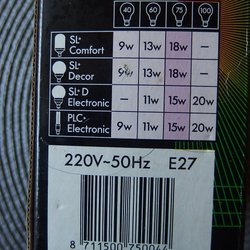 40 60 75 100
SL* Comfort 9w 13w 18w —
SL* Decor 9w 13w 18w —
SL*D Electronic — 11w 15w 20w
PLC* Electronic 9w 11w 15w 20w
220V~50Hz E27
8 711500 750044